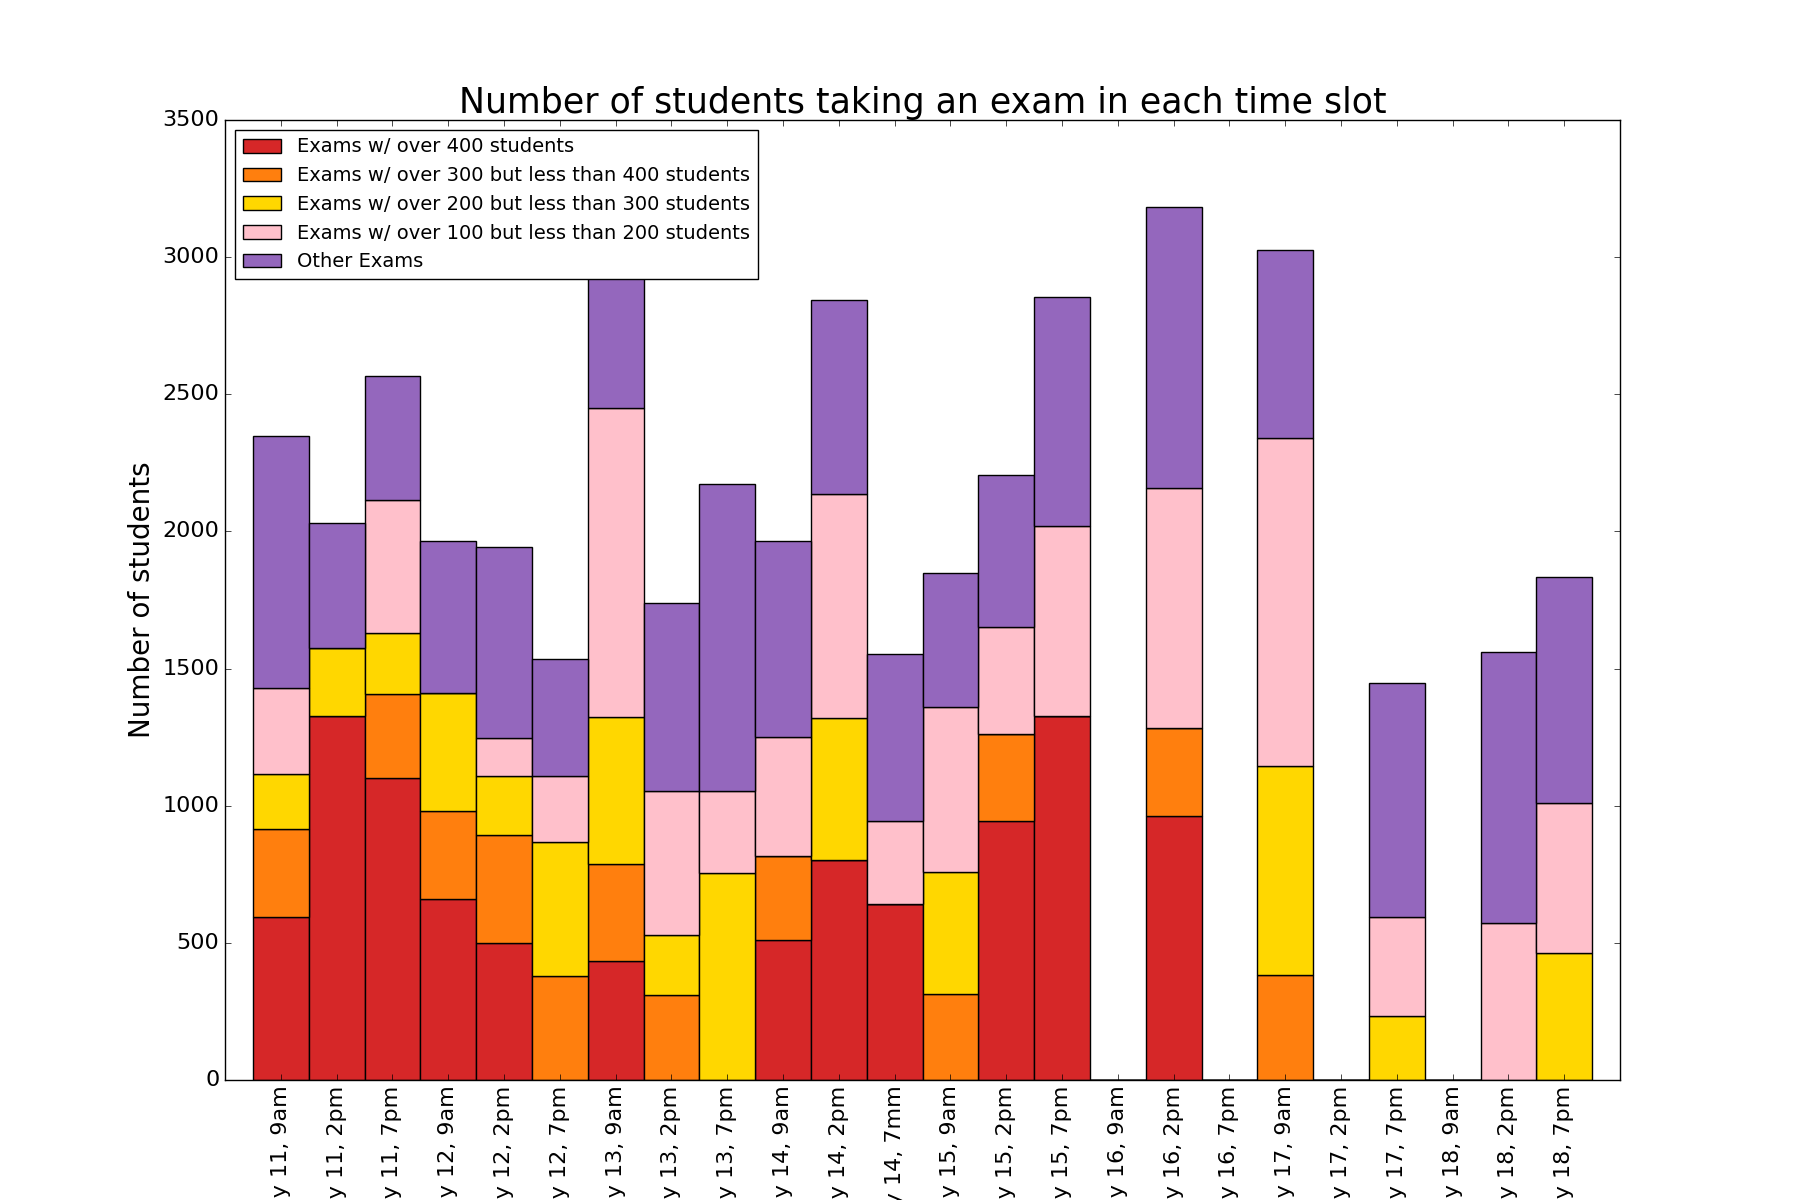 Number of students taking an exam in each time slot
3500
3000
2500
2000
1500
1000
500
0
Number of students
Exams w/ over 400 students
Exams w/ over 300 but less than 400 students
Exams w/ over 200 but less than 300 students
Exams w/ over 100 but less than 200 students
Other Exams
y 11, 9am
y 11, 2pm
y 11, 7pm
y 12, 9am
y 12, 2pm
y 12, 7pm
y 13, 9am
y 13, 2pm
y 13, 7pm
y 14, 9am
y 14, 2pm
y 14, 7mm
y 15, 9am
y 15, 2pm
y 15, 7pm
y 16, 9am
y 16, 2pm
y 16, 7pm
y 17, 9am
y 17, 2pm
y 17, 7pm
y 18, 9am
y 18, 2pm
y 18, 7pm